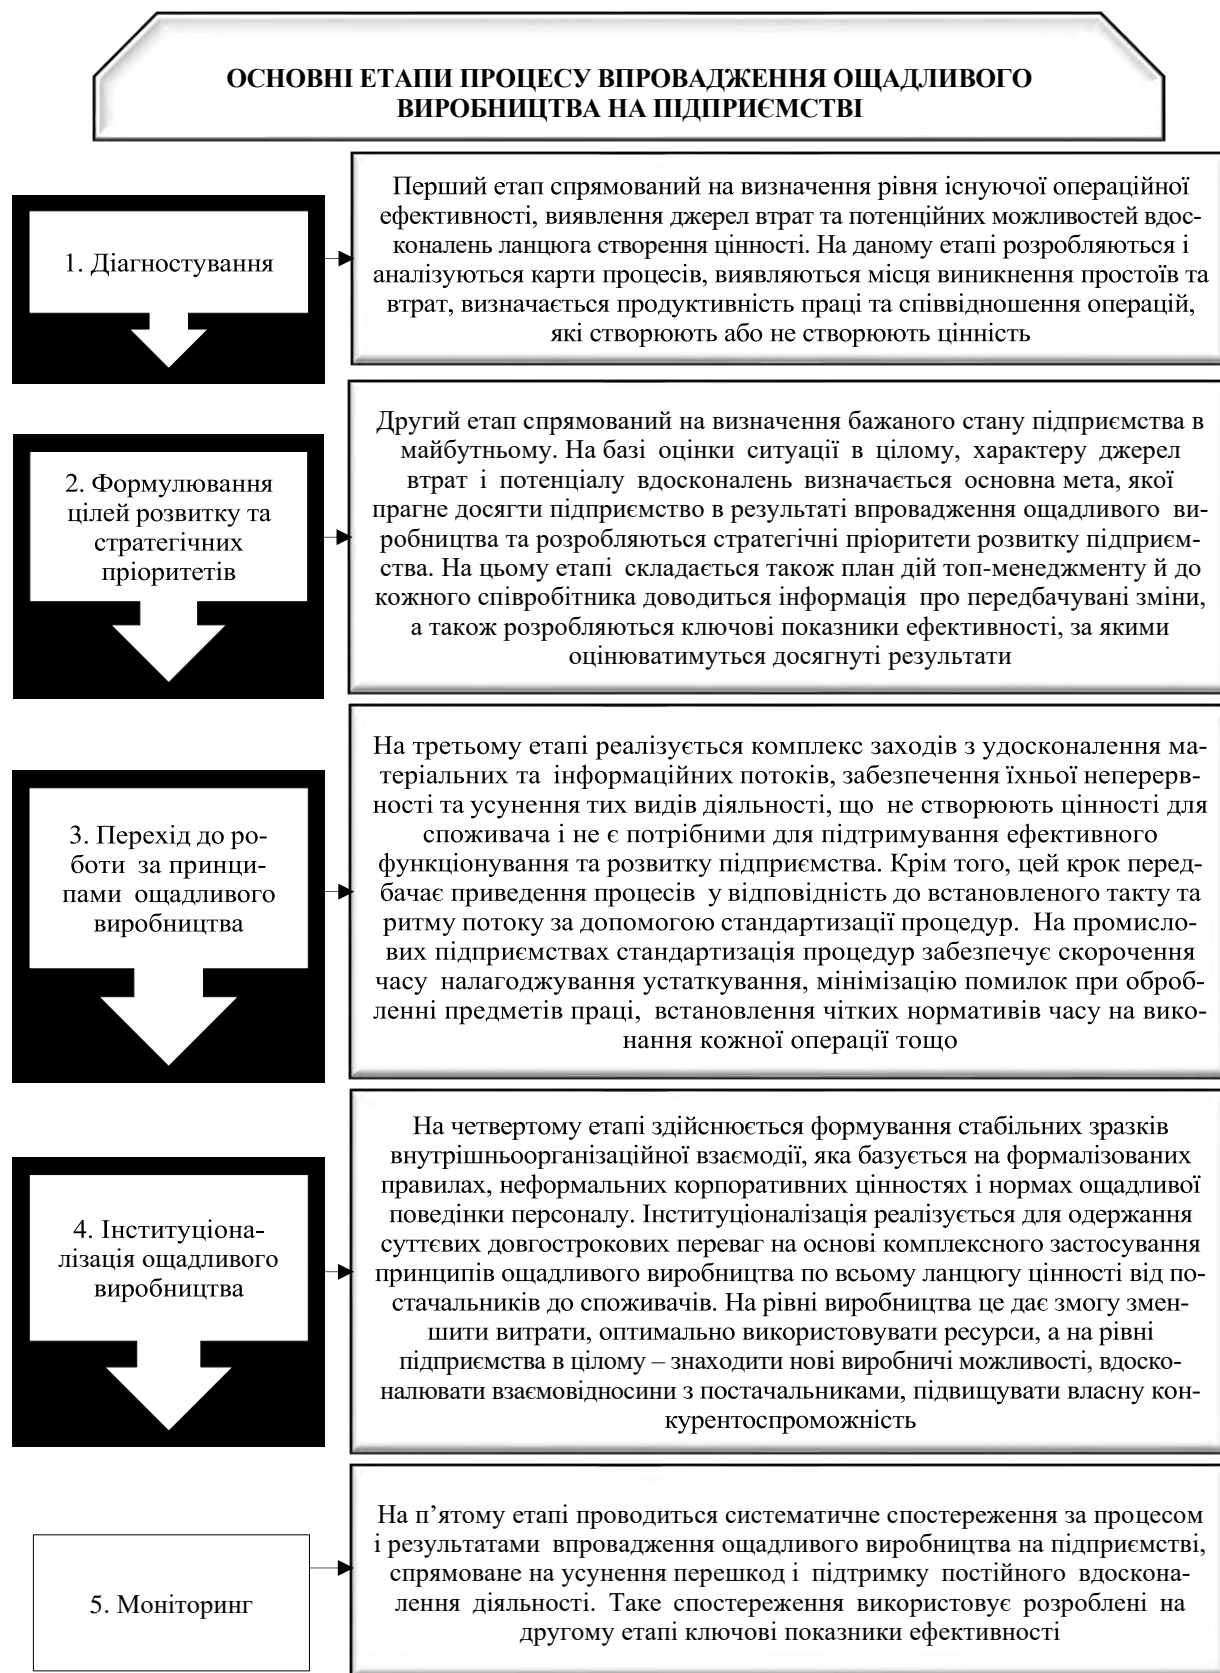 ОСНОВНІ ЕТАПИ ПРОЦЕСУ ВПРОВАДЖЕННЯ ОЩАДЛИВОГО
ВИРОБНИЦТВА НА ПІДПРИЄМСТВІ
1. Діагностування
Перший етап спрямований на визначення рівня існуючої операційної
ефективності, виявлення джерел втрат та потенційних можливостей вдос-
коналень ланцюга створення цінності. На даному етапі розробляються і
аналізуються карти процесів, виявляються місця виникнення простоїв та
втрат, визначається продуктивність праці та співвідношення операцій,
які створюють або не створюють цінність
2. Формулювання
цілей розвитку та
стратегічних
пріоритетів
Другий етап спрямований на визначення бажаного стану підприємства в
майбутньому. На базі оцінки ситуації в цілому, характеру джерел
втрат і потенціалу вдосконалень визначається основна мета, якої
прагне досягти підприємство в результаті впровадження ощадливого ви-
робництва та розробляються стратегічні пріоритети розвитку підприєм-
ства. На цьому етапі складається також план дій топ-менеджменту й до
кожного співробітника доводиться інформація про передбачувані зміни,
а також розробляються ключові показники ефективності, за якими
оцінюватимуться досягнуті результати
3. Перехід до ро-
боти за принци-
пами ощадливого
виробництва
На третьому етапі реалізується комплекс заходів з удосконалення ма-
теріальних та інформаційних потоків, забезпечення їхньої неперерв-
ності та усунення тих видів діяльності, що не створюють цінності для
споживача і не є потрібними для підтримування ефективного
функціонування та розвитку підприємства. Крім того, цей крок перед-
бачає приведення процесів у відповідність до встановленого такту та
ритму потоку за допомогою стандартизації процедур. На промисло-
вих підприємствах стандартизація процедур забезпечує скорочення
часу налагоджування устаткування, мінімізацію помилок при оброб-
ленні предметів праці, встановлення чітких нормативів часу на вико-
нання кожної операції тощо
4. Інституціона-
лізація ощадливого
виробництва
На четвертому етапі здійснюється формування стабільних зразків
внутрішньоорганізаційної взаємодії, яка базується на формалізованих
правилах, неформальних корпоративних цінностях і нормах ощадливої
поведінки персоналу. Інституціоналізація реалізується для одержання
суттєвих довгострокових переваг на основі комплексного застосування
принципів ощадливого виробництва по всьому ланцюгу цінності від по-
стачальників до споживачів. На рівні виробництва це дає змогу змен-
шити витрати, оптимально використовувати ресурси, а на рівні
підприємства в цілому – знаходити нові виробничі можливості, вдоско-
налювати взаємовідносини з постачальниками, підвищувати власну кон-
курентоспроможність
5. Моніторинг
На п’ятому етапі проводиться систематичне спостереження за процесом
і результатами впровадження ощадливого виробництва на підприємстві,
спрямоване на усунення перешкод і підтримку постійного вдоскона-
лення діяльності. Таке спостереження використовує розроблені на
другому етапі ключові показники ефективності